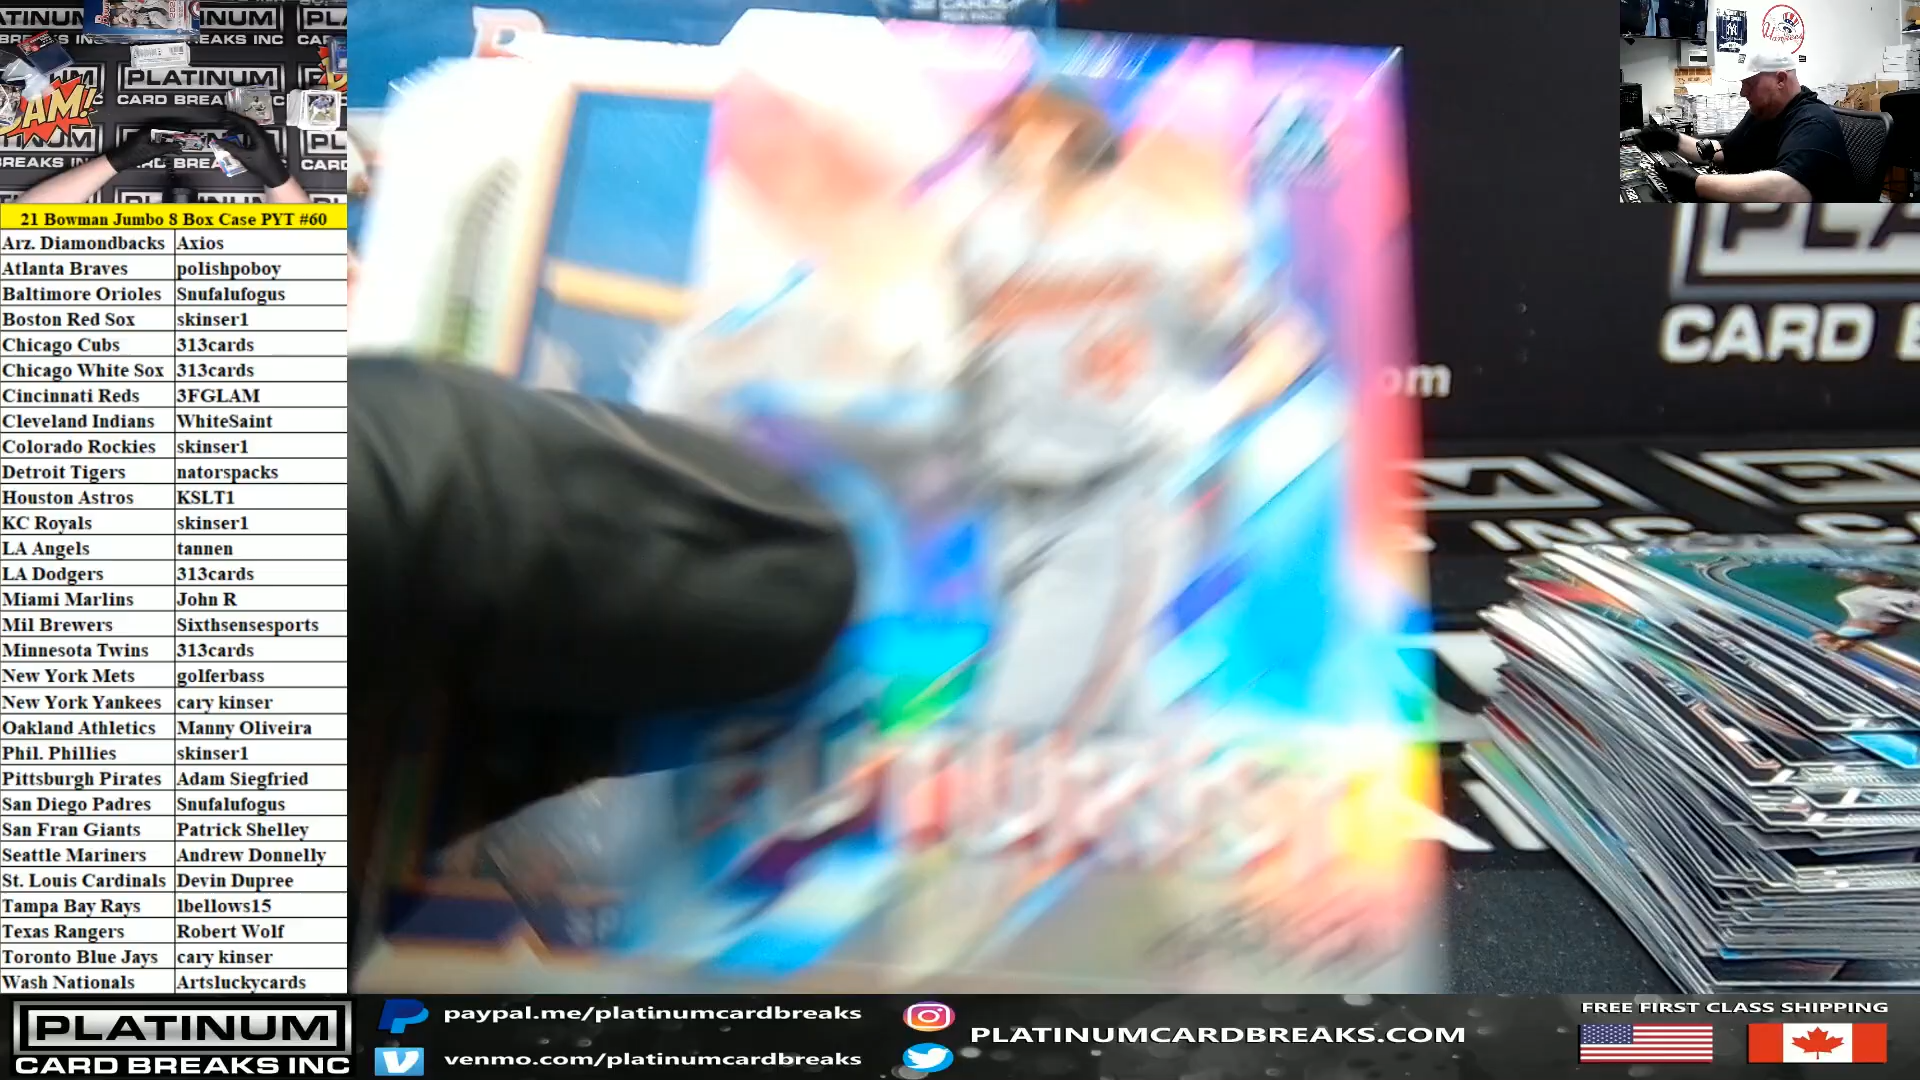 PLATINUM
CARD BREAKS INC
21 Bowman Jumbo 8 Box Case PYT #60
Arz. Diamondbacks Axios
Atlanta Braves polishpoboy
Baltimore Orioles Snufalufogus
Boston Red Sox skinser1
Chicago Cubs 313cards
Chicago White Sox 313cards
Cincinnati Reds 3FGLAM
Cleveland Indians WhiteSaint
Colorado Rockies skinser1
Detroit Tigers natorspacks
Houston Astros KSLT1
KC Royals skinser1
LA Angels tannen
LA Dodgers 313cards
Miami Marlins John R
Mil Brewers Sixthsensesports
Minnesota Twins 313cards
New York Mets golferbass
New York Yankees cary kinser
Oakland Athletics Manny Oliveira
Phil. Phillies skinser1
Pittsburgh Pirates Adam Siegfried
San Diego Padres Snufalufogus
San Fran Giants Patrick Shelley
Seattle Mariners Andrew Donnelly
St. Louis Cardinals Devin Dupree
Tampa Bay Rays lbellows15
Texas Rangers Robert Wolf
Toronto Blue Jays cary kinser
Wash Nationals Artsluckycards
CARD
om
PLATINUM
CARD BREAKS INC
paypal.me/platinumcardbreaks
venmo.com/platinumcardbreaks
PLATINUMCARDBREAKS.COM
FREE FIRST CLASS SHIPPING